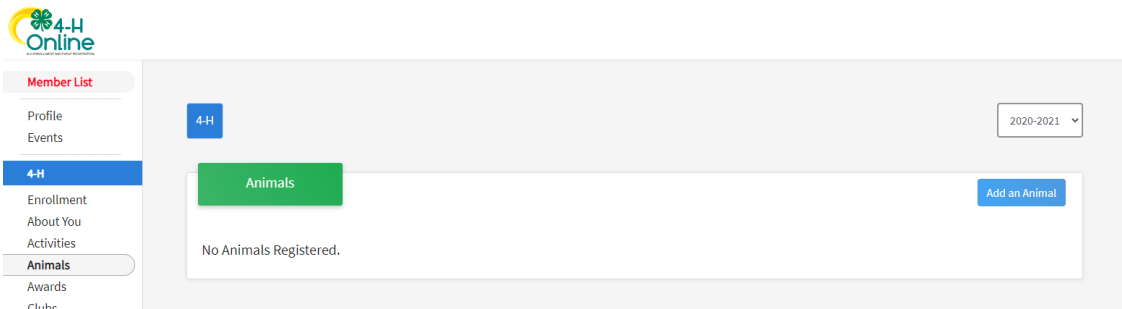 4-H
Online
Member List
Profile
Events
4-H
Enrollment
About You
Activities
Animals
Awards
Clubs
4-H
2020-2021
Animals
Add an Animal
No Animals Registered.